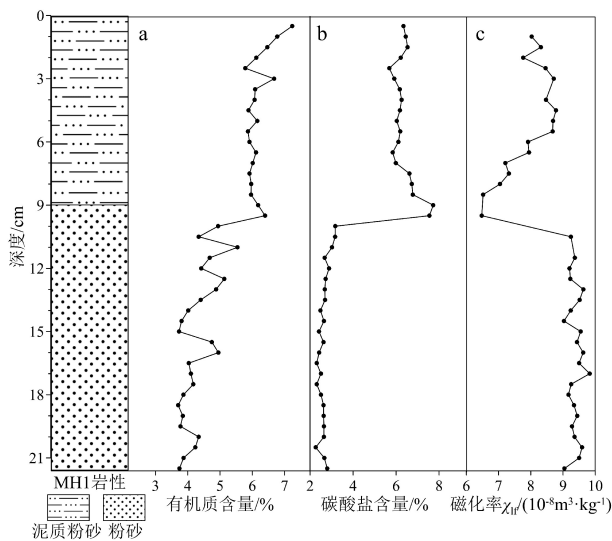 0
3
6
9
12
15
18
21
深度/cm
a
b
c
3 4 5 6 7
2 4 6 8
6 7 8 9 10
MH1岩性
有机质含量/%
碳酸盐含量/%
磁化率χlf/(10-8m3·kg-1)
泥质粉砂
粉砂